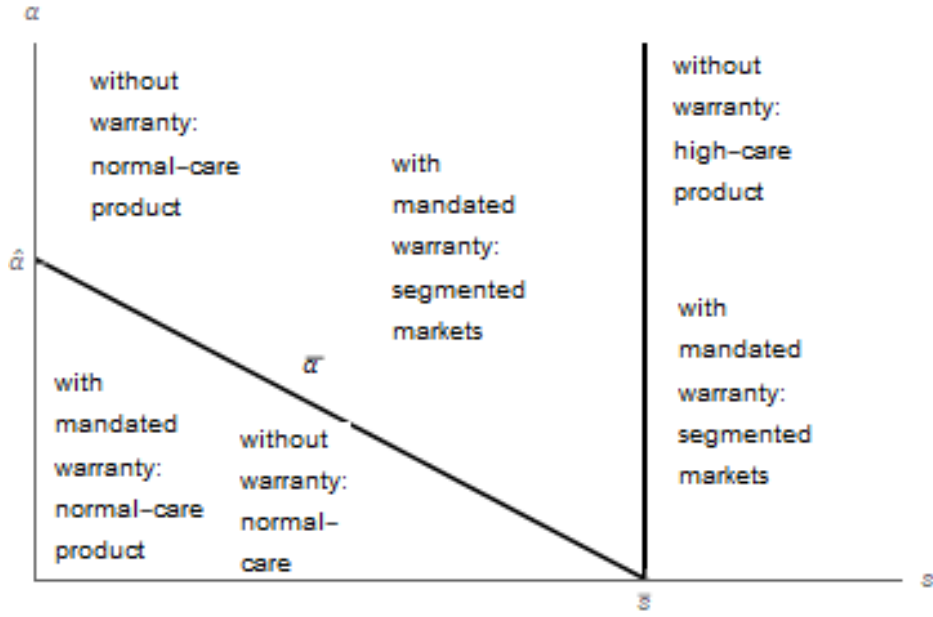 α
without
warranty:
normal–care
product
with
mandated
warranty:
segmented
markets
without
warranty:
high–care
product
α̂
α̅
with
mandated
warranty:
segmented
markets
with
mandated
warranty:
normal–care
product
without
warranty:
normal–
care
s
s̄